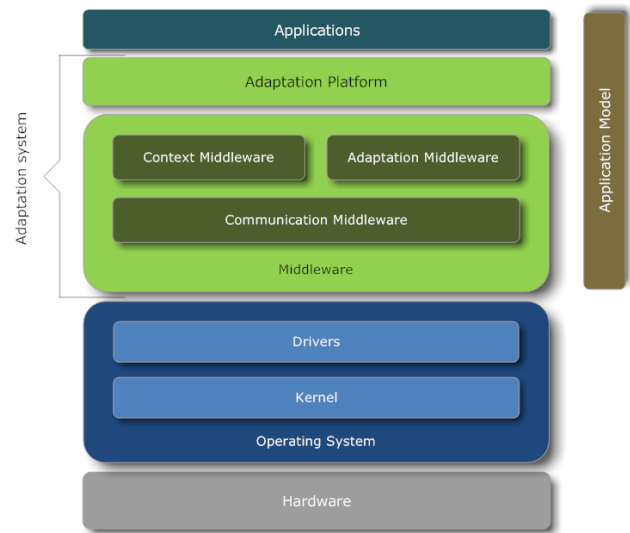 Applications
Adaptation Platform
Context Middleware
Adaptation Middleware
Communication Middleware
Middleware
Drivers
Kernel
Operating System
Hardware
Adaptation system
Application Model